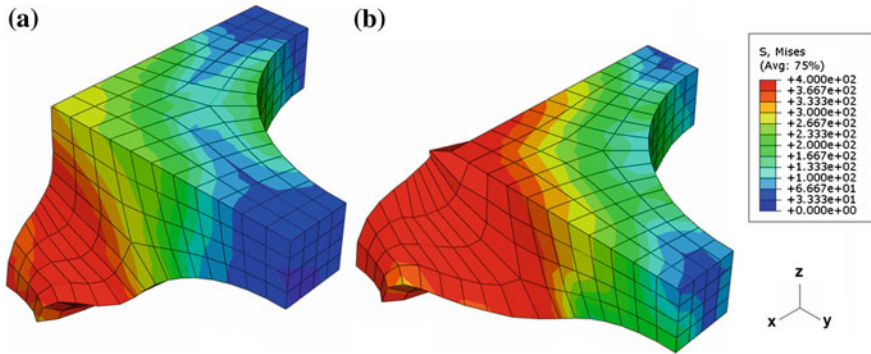 (a)
(b)
S, Mises
(Avg: 75%)
+4.000e+02
+3.667e+02
+3.333e+02
+3.000e+02
+2.667e+02
+2.333e+02
+2.000e+02
+1.667e+02
+1.333e+02
+1.000e+02
+6.667e+01
+3.333e+01
+0.000e+00
z
x
y